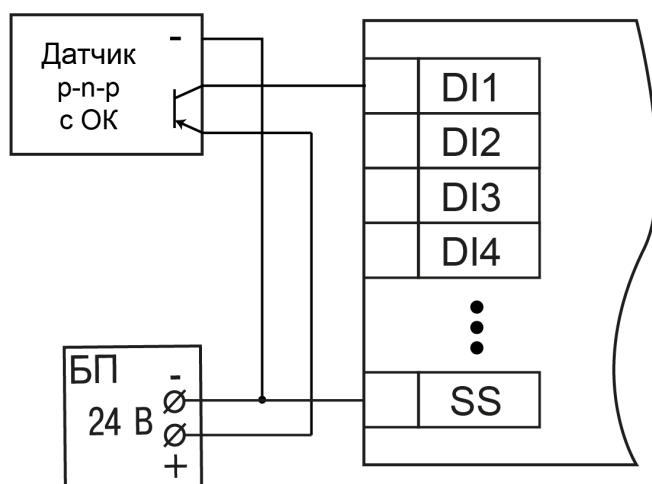 Датчик
p-n-p
с ОК
-
DI1
DI2
DI3
DI4
SS
БП
-
24 В
+